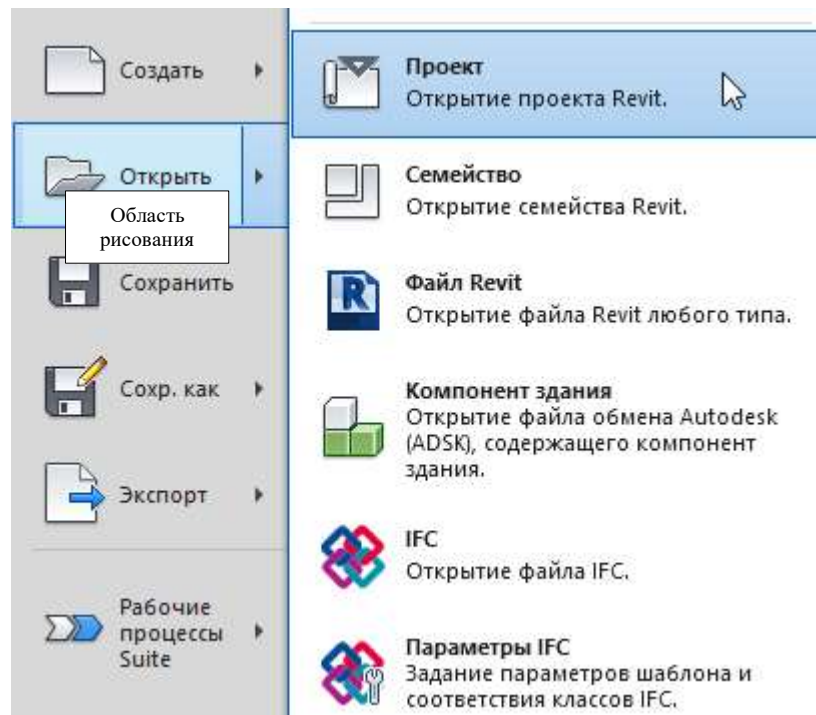 Создать
Открыть
Область
рисования
Сохранить
Сохр. как
Экспорт
Рабочие
процессы
Suite
Проект
Открытие проекта Revit.
Семейство
Открытие семейства Revit.
R
Файл Revit
Открытие файла Revit любого типа.
Компонент здания
Открытие файла обмена Autodesk
(ADSK), содержащего компонент
здания.
IFC
Открытие файла IFC.
Параметры IFC
Задание параметров шаблона и
соответствия классов IFC.